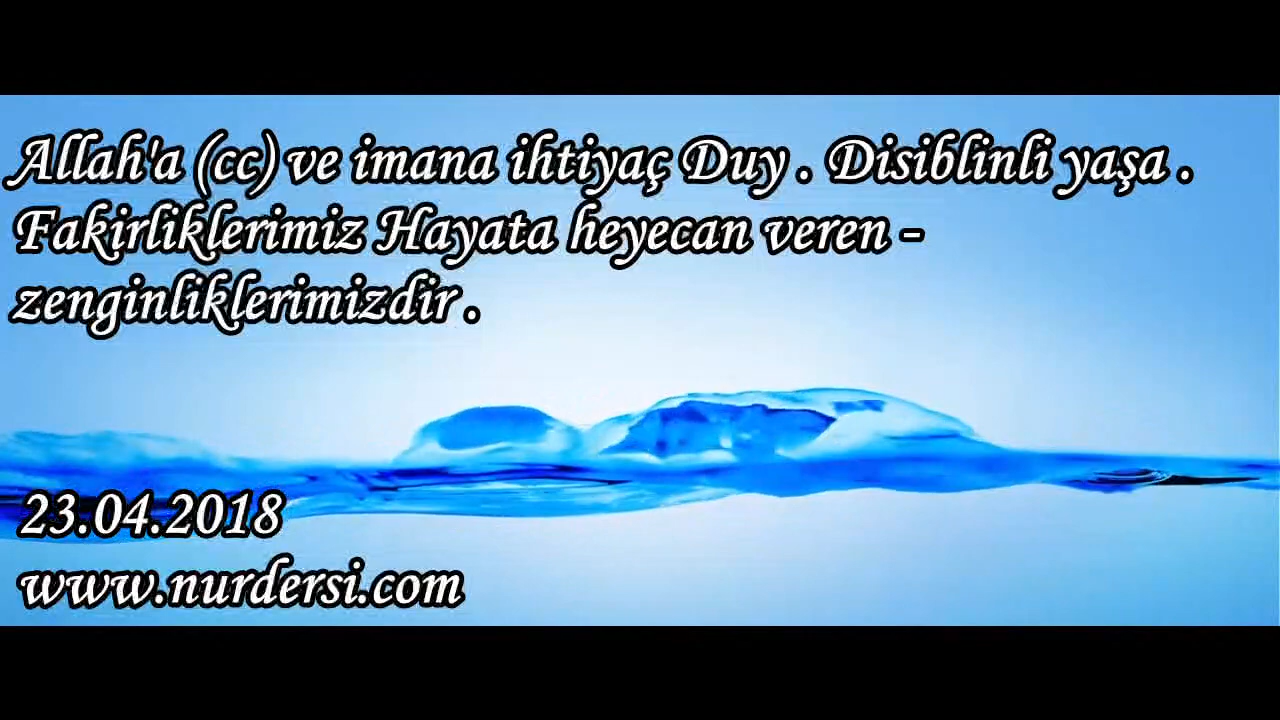 Allah'a (cc) ve imana ihtiyaç Duy . Disiblinli yaşa .
Fakirliklerimiz Hayata heyecan veren -
zenginliklerimizdir .
23.04.2018
www.nurdersi.com